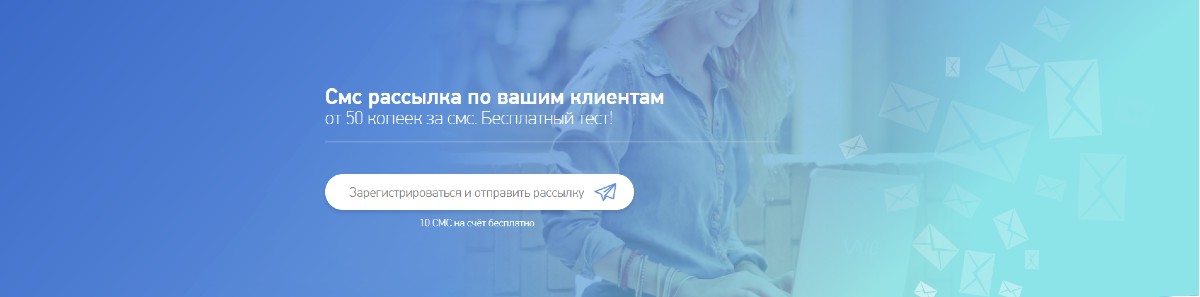 Смс рассылка по вашим клиентам
от 50 копеек за смс. Бесплатный тест!
Зарегистрироваться и отправить рассылку
10 СМС на счёт бесплатно